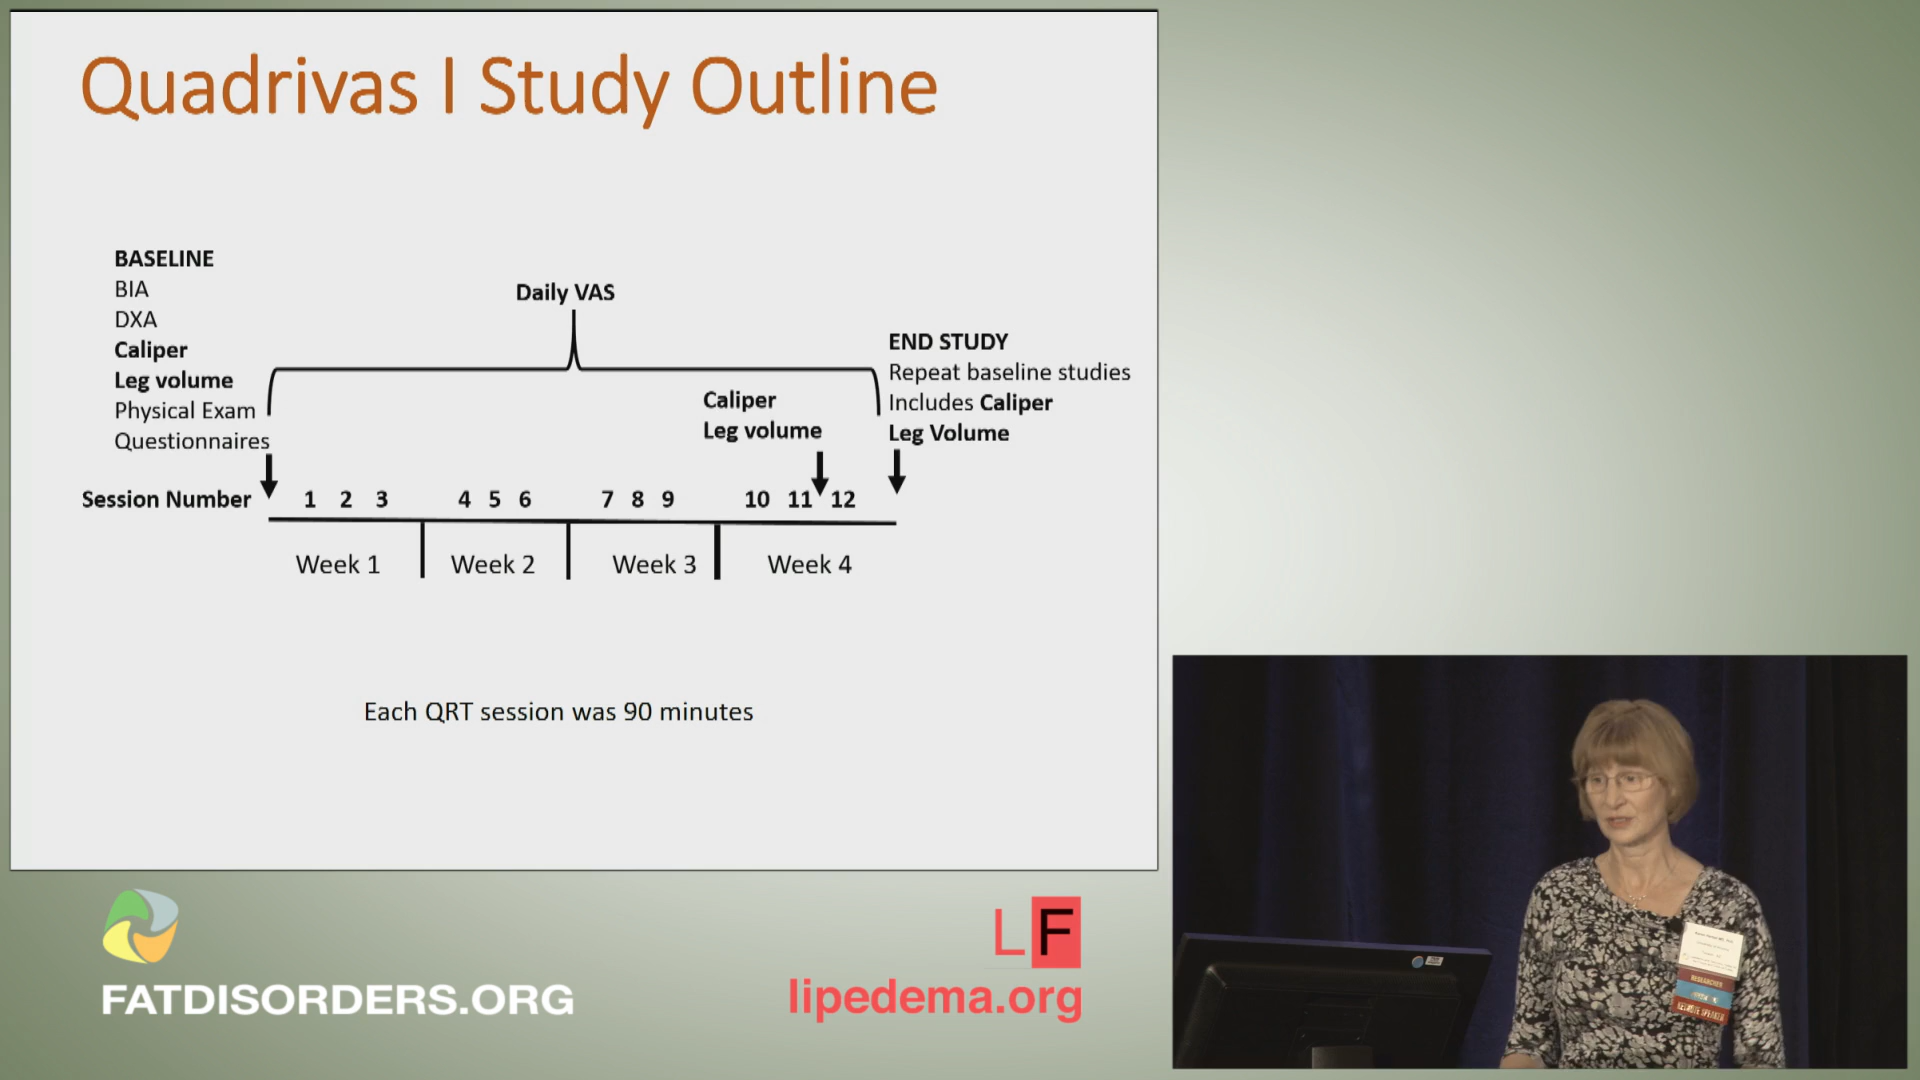 Quadrivas I Study Outline
BASELINE
BIA
DXA
Caliper
Leg volume
Physical Exam
Questionnaires
Daily VAS
Caliper
Leg volume
END STUDY
Repeat baseline studies
Includes Caliper
Leg Volume
Session Number 1 2 3 4 5 6 7 8 9 10 11 12
Week 1 Week 2 Week 3 Week 4
Each QRT session was 90 minutes
FATDISORDERS.ORG
LF
lipedema.org
RESEARCHER